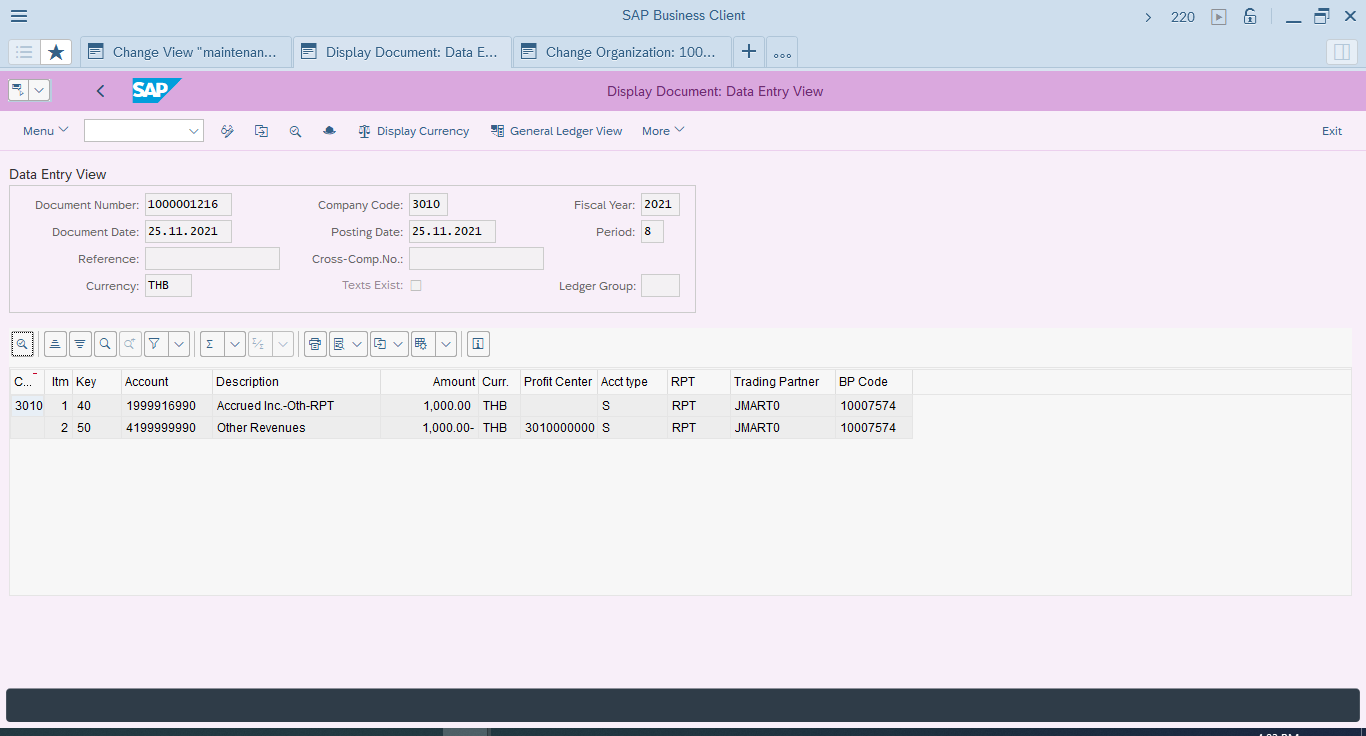 SAP Business Client
220
Change View "maintenan...
Display Document: Data E...
Change Organization: 100...
SAP
Display Document: Data Entry View
Menu
Display Currency
General Ledger View
More
Exit
Data Entry View
Document Number: 1000001216 Company Code: 3010 Fiscal Year: 2021
Document Date: 25.11.2021 Posting Date: 25.11.2021 Period: 8
Reference: Cross-Comp.No.:
Currency: THB Texts Exist: Ledger Group:
C... Itm Key Account Description Amount Curr. Profit Center Acct type RPT Trading Partner BP Code
3010 1 40 1999916990 Accrued Inc.-Oth-RPT 1,000.00 THB S RPT JMART0 10007574
2 50 4199999990 Other Revenues 1,000.00- THB 3010000000 S RPT JMART0 10007574